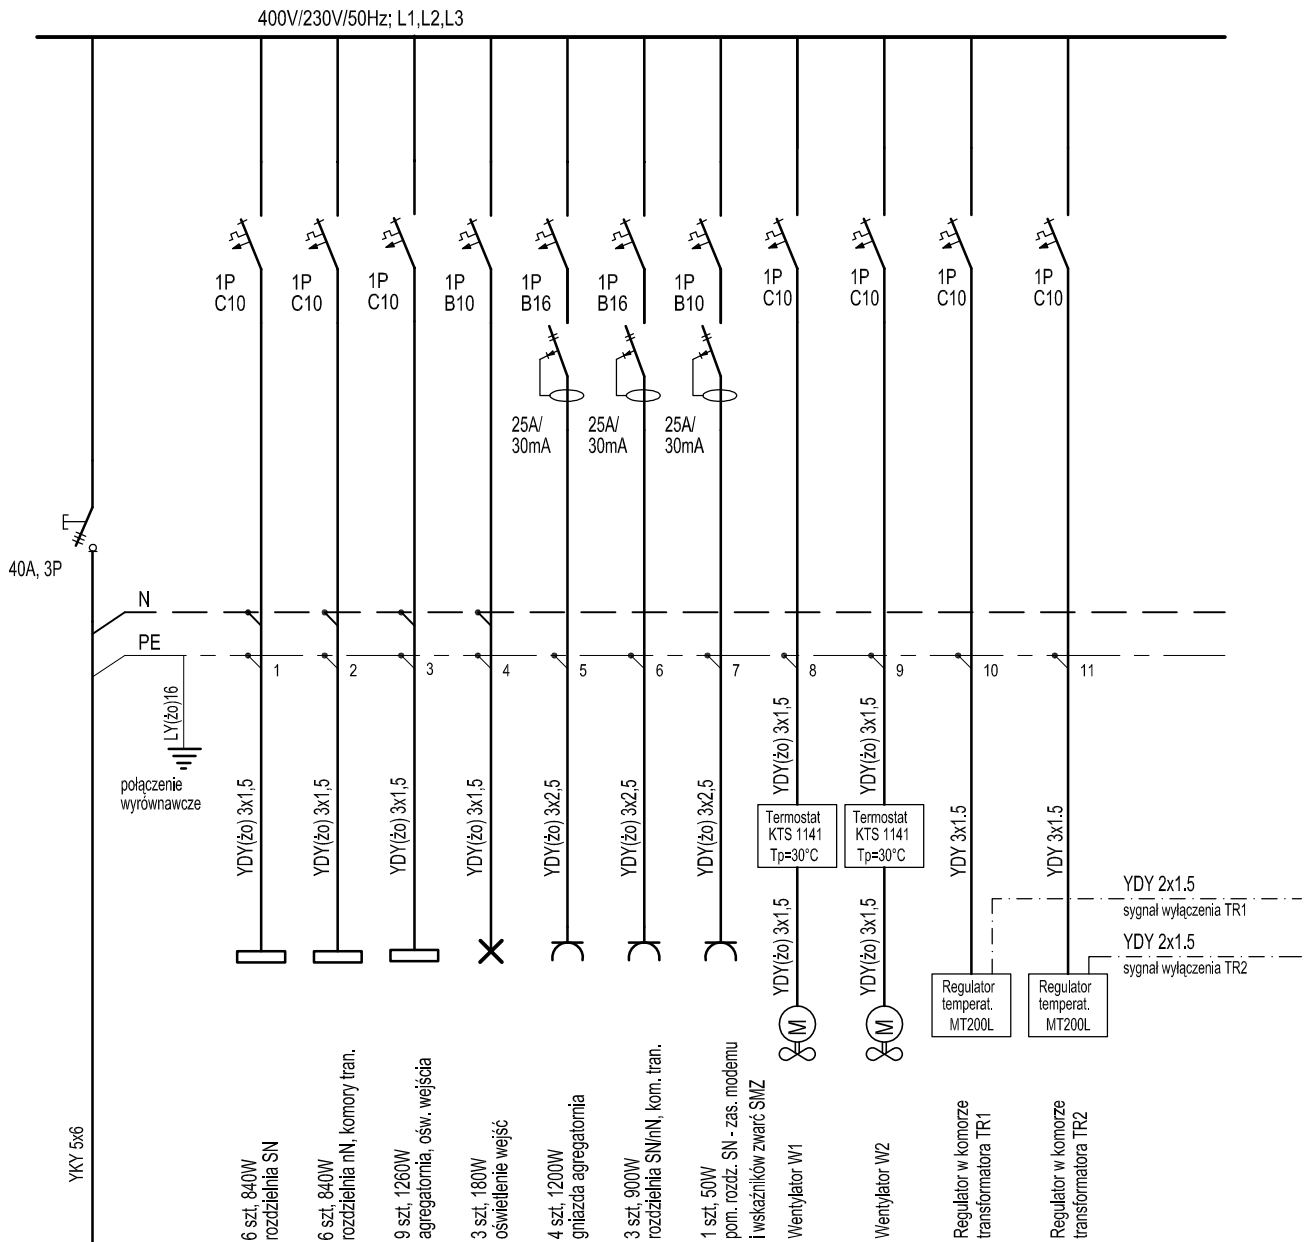 400V/230V/50Hz; L1,L2,L3
1P
C10
1P
C10
1P
C10
1P
B10
1P
B16
1P
B16
1P
B10
1P
C10
1P
C10
1P
C10
1P
C10
25A/
30mA
25A/
30mA
25A/
30mA
40A, 3P
N
PE
1
2
3
4
5
6
7
8
9
10
11
LY(żo)16
połączenie
wyrównawcze
YDY(żo) 3x1,5
YDY(żo) 3x1,5
YDY(żo) 3x1,5
YDY(żo) 3x1,5
YDY(żo) 3x2,5
YDY(żo) 3x2,5
YDY(żo) 3x2,5
YDY(żo) 3x1,5
YDY(żo) 3x1,5
Termostat
KTS 1141
Tp=30°C
Termostat
KTS 1141
Tp=30°C
YDY 3x1.5
YDY 3x1.5
YDY(żo) 3x1,5
YDY(żo) 3x1,5
YDY 2x1.5
sygnał wyłączenia TR1
YDY 2x1.5
sygnał wyłączenia TR2
Regulator
temperat.
MT200L
Regulator
temperat.
MT200L
M
M
YKY 5x6
6 szt, 840W
rozdzielnia SN
6 szt, 840W
rozdzielnia nN, komory tran.
9 szt, 1260W
agregatornia, ośw. wejścia
3 szt, 180W
oświetlenie wejść
4 szt, 1200W
gniazda agregatornia
3 szt, 900W
rozdzielnia SN/nN, kom. tran.
1 szt, 50W
pom. rozdz. SN - zas. modemu
i wskaźników zwarć SMZ
Wentylator W1
Wentylator W2
Regulator w komorze
transformatora TR1
Regulator w komorze
transformatora TR2